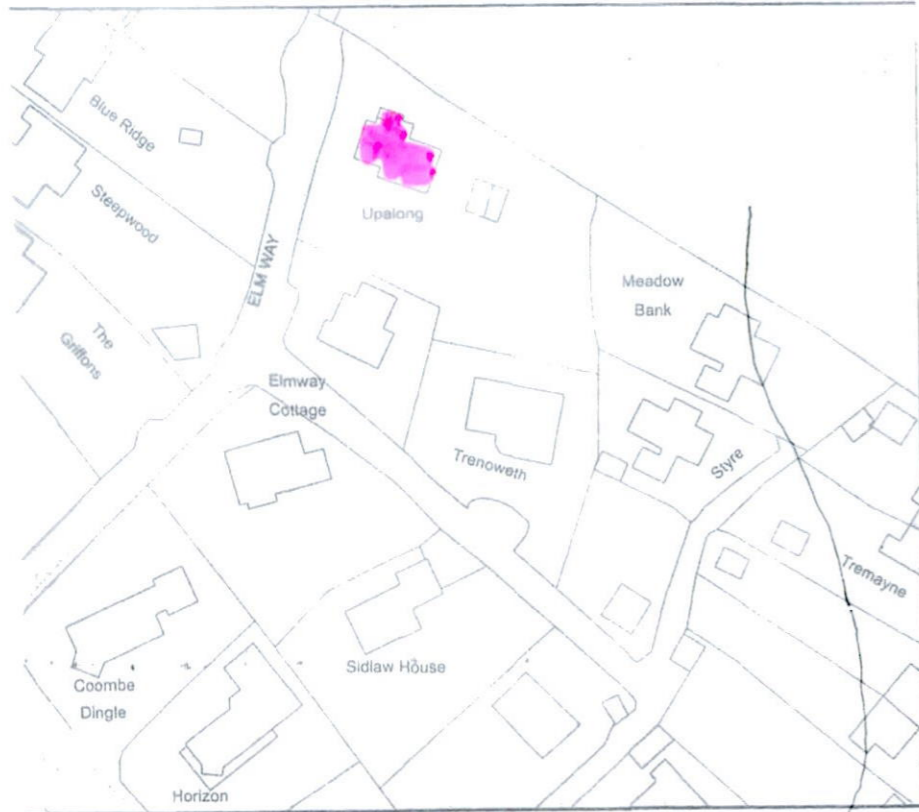 Blue Ridge
Steepwood
The
Griffons
ELM WAY
Upalong
Meadow
Bank
Elmway
Cottage
Trenoweth
Styre
Tremayne
Sidlaw House
Coombe
Dingle
Horizon